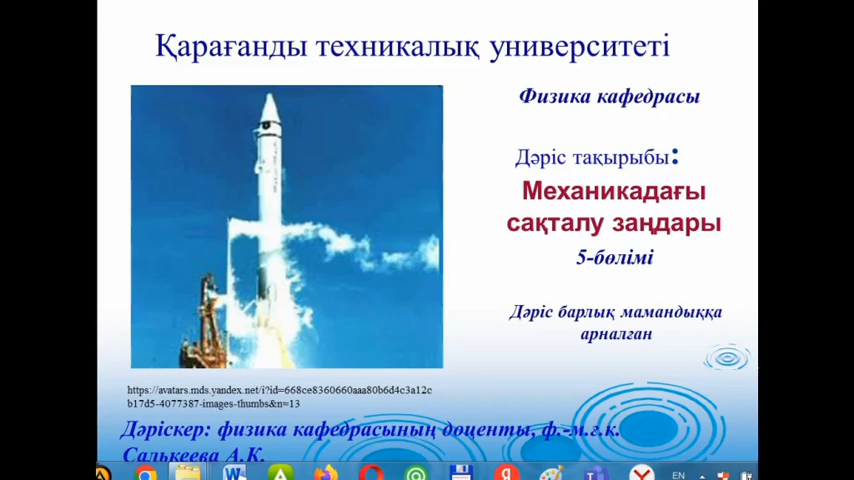 Қарағанды техникалық университеті
Физика кафедрасы
Дәріс тақырыбы:
Механикадағы
сақталу заңдары
5-бөлімі
Дәріс барлық мамандыққа
арналған
https://avatars.mds.yandex.net/i?id=668ce8360660aaa80b6d4c3a12c
b17d5-4077387-images-thumbs&n=13
Дәріскер: физика кафедрасының доценты, ф.-м.ғ.к.
Салькеева А.К.
EN